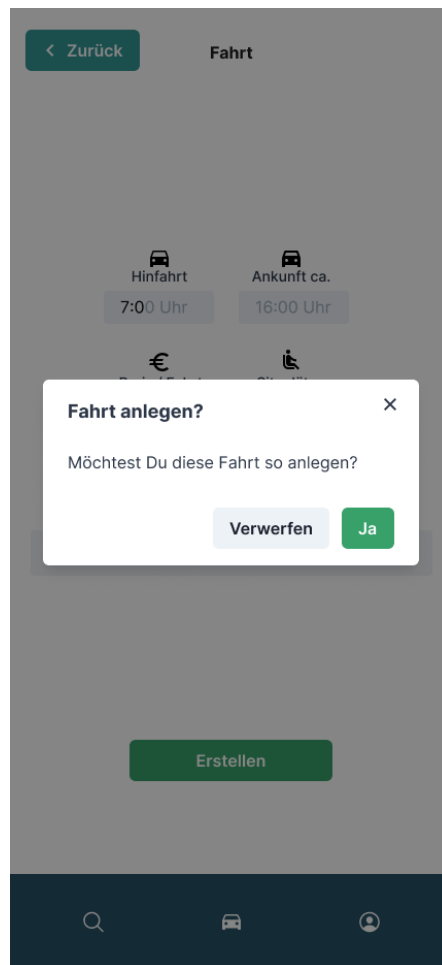 Zurück
Fahrt
Hinfahrt
Ankunft ca.
7:00 Uhr
16:00 Uhr
Fahrt anlegen?
Möchtest Du diese Fahrt so anlegen?
Verwerfen
Ja
Erstellen